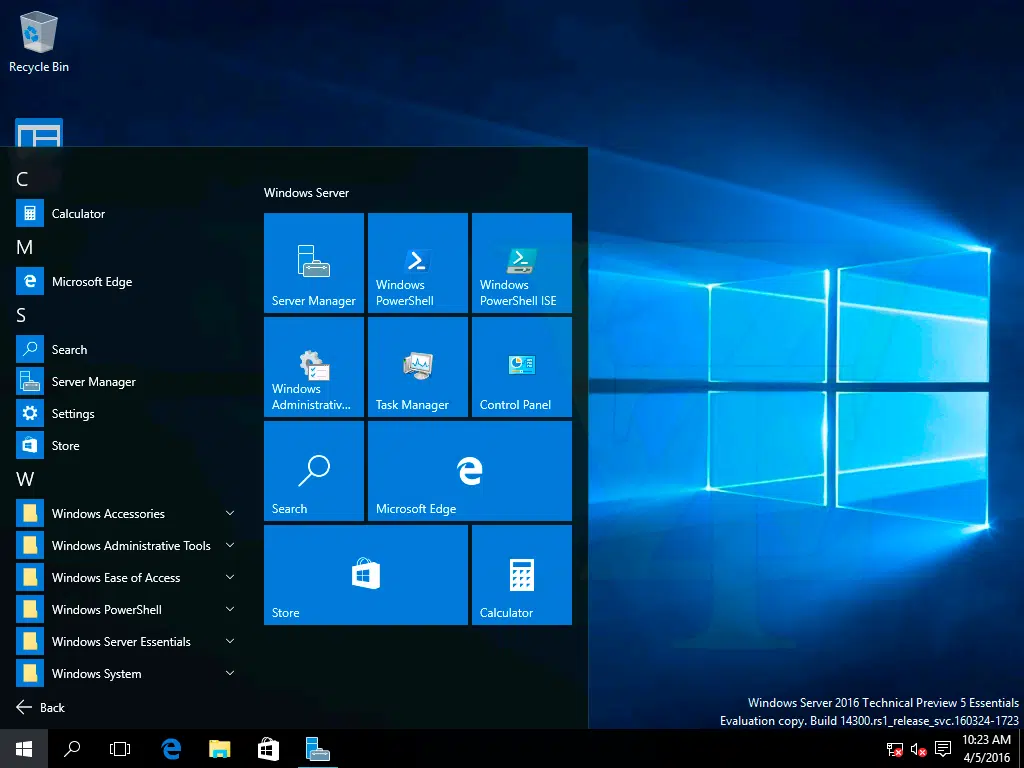 Recycle Bin
C
Calculator
M
Microsoft Edge
S
Search
Server Manager
Settings
Store
W
Windows Accessories
Windows Administrative Tools
Windows Ease of Access
Windows PowerShell
Windows Server Essentials
Windows System
Back
Windows Server
Server Manager
Windows
PowerShell
Windows
PowerShell ISE
Windows
Administrativ...
Task Manager
Control Panel
Search
Microsoft Edge
Store
Calculator
Windows Server 2016 Technical Preview 5 Essentials
Evaluation copy. Build 14300.rs1_release_svc.160324-1723
10:23 AM
4/5/2016